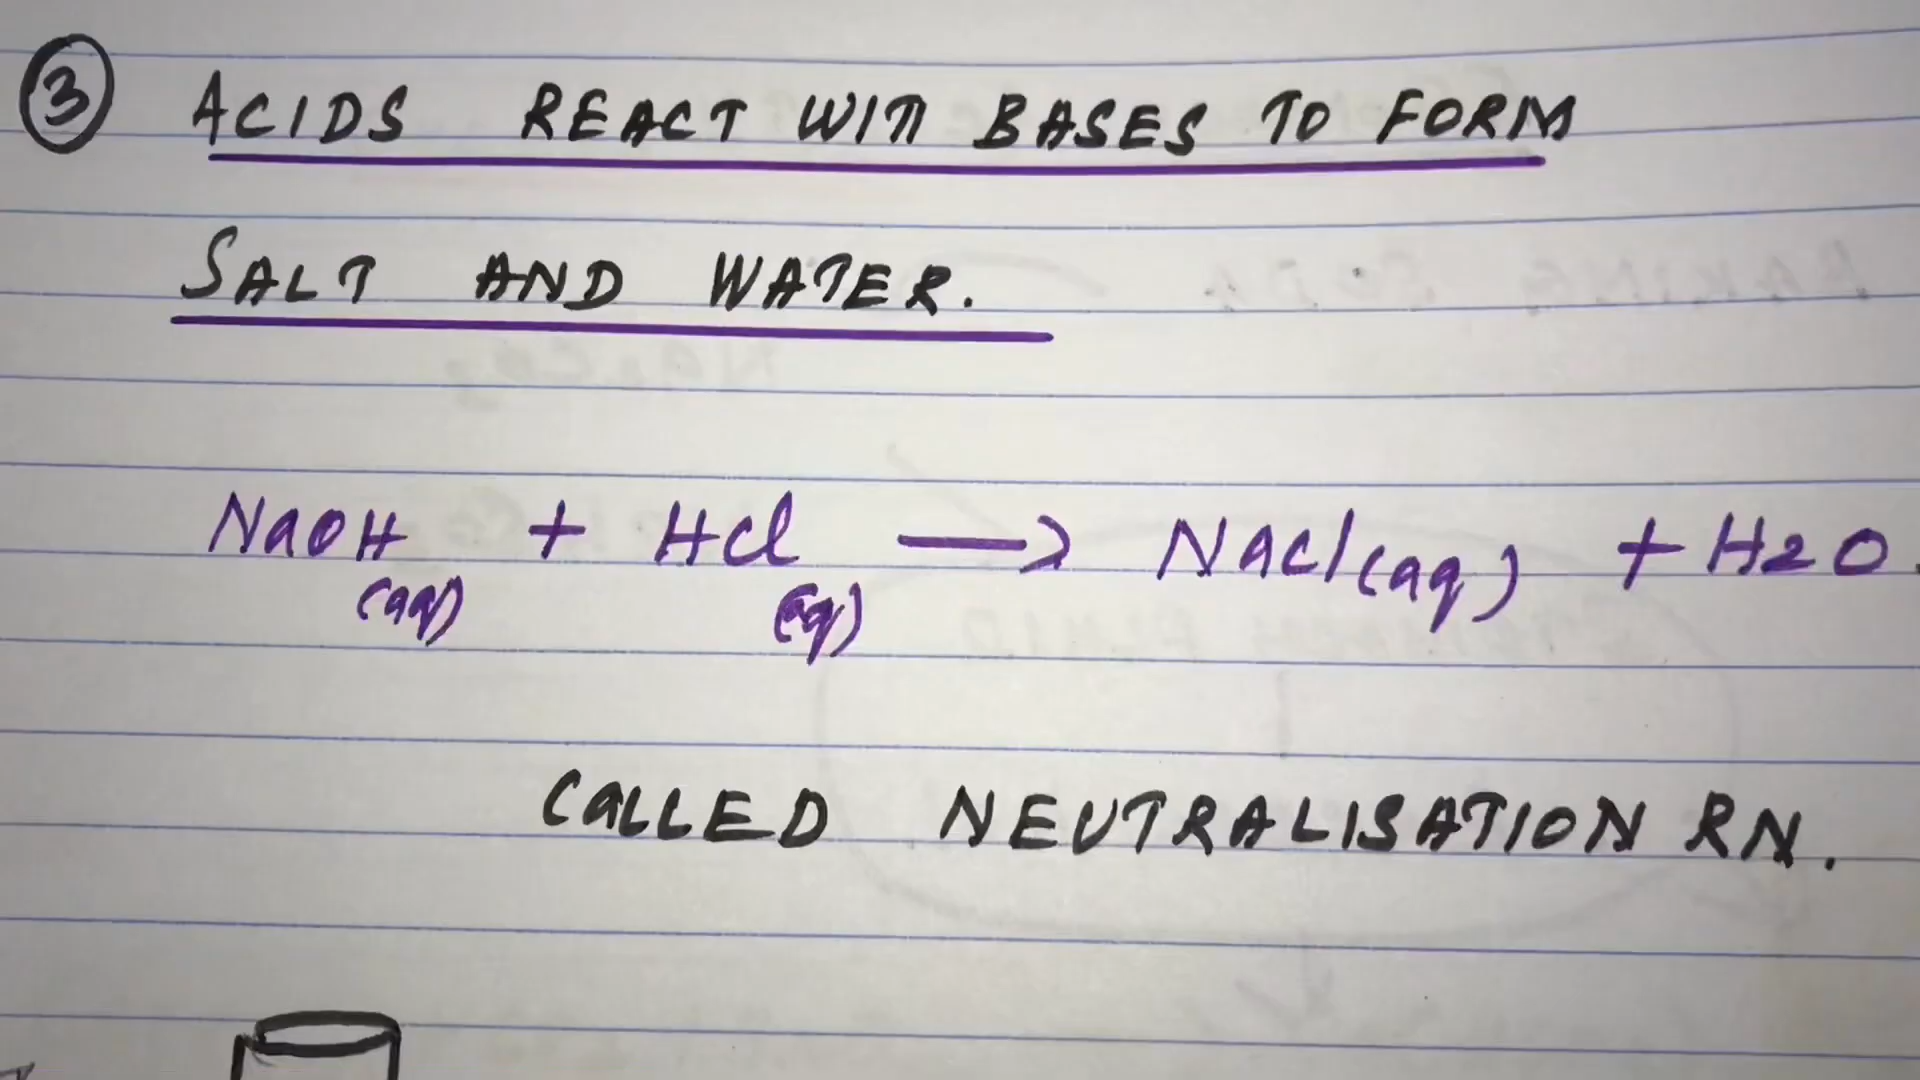 3 ACIDS REACT WITH BASES TO FORM
SALT AND WATER.
NaOH (aq) + HCl (aq) → NaCl(aq) + H2O.
CALLED NEUTRALISATION RN.